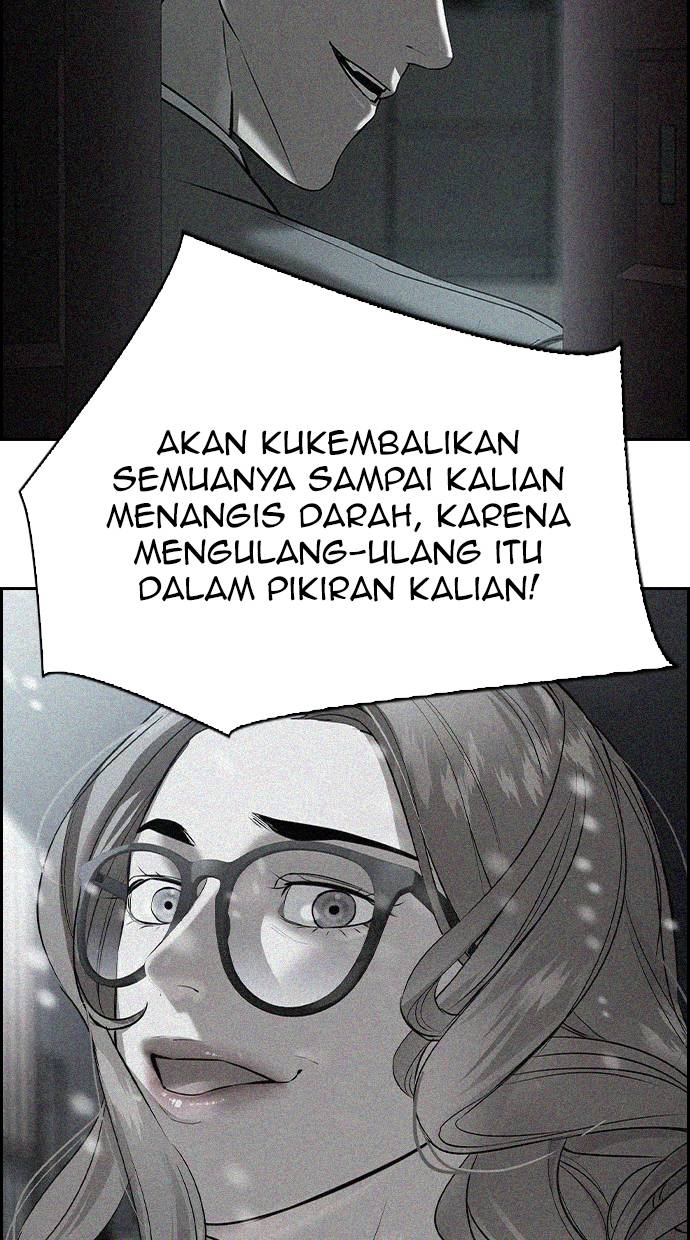 AKAN KUKEMBALIKAN
SEMUANYA SAMPAI KALIAN
MENANGIS DARAH, KARENA
MENGULANG-ULANG ITU
DALAM PIKIRAN KALIAN!